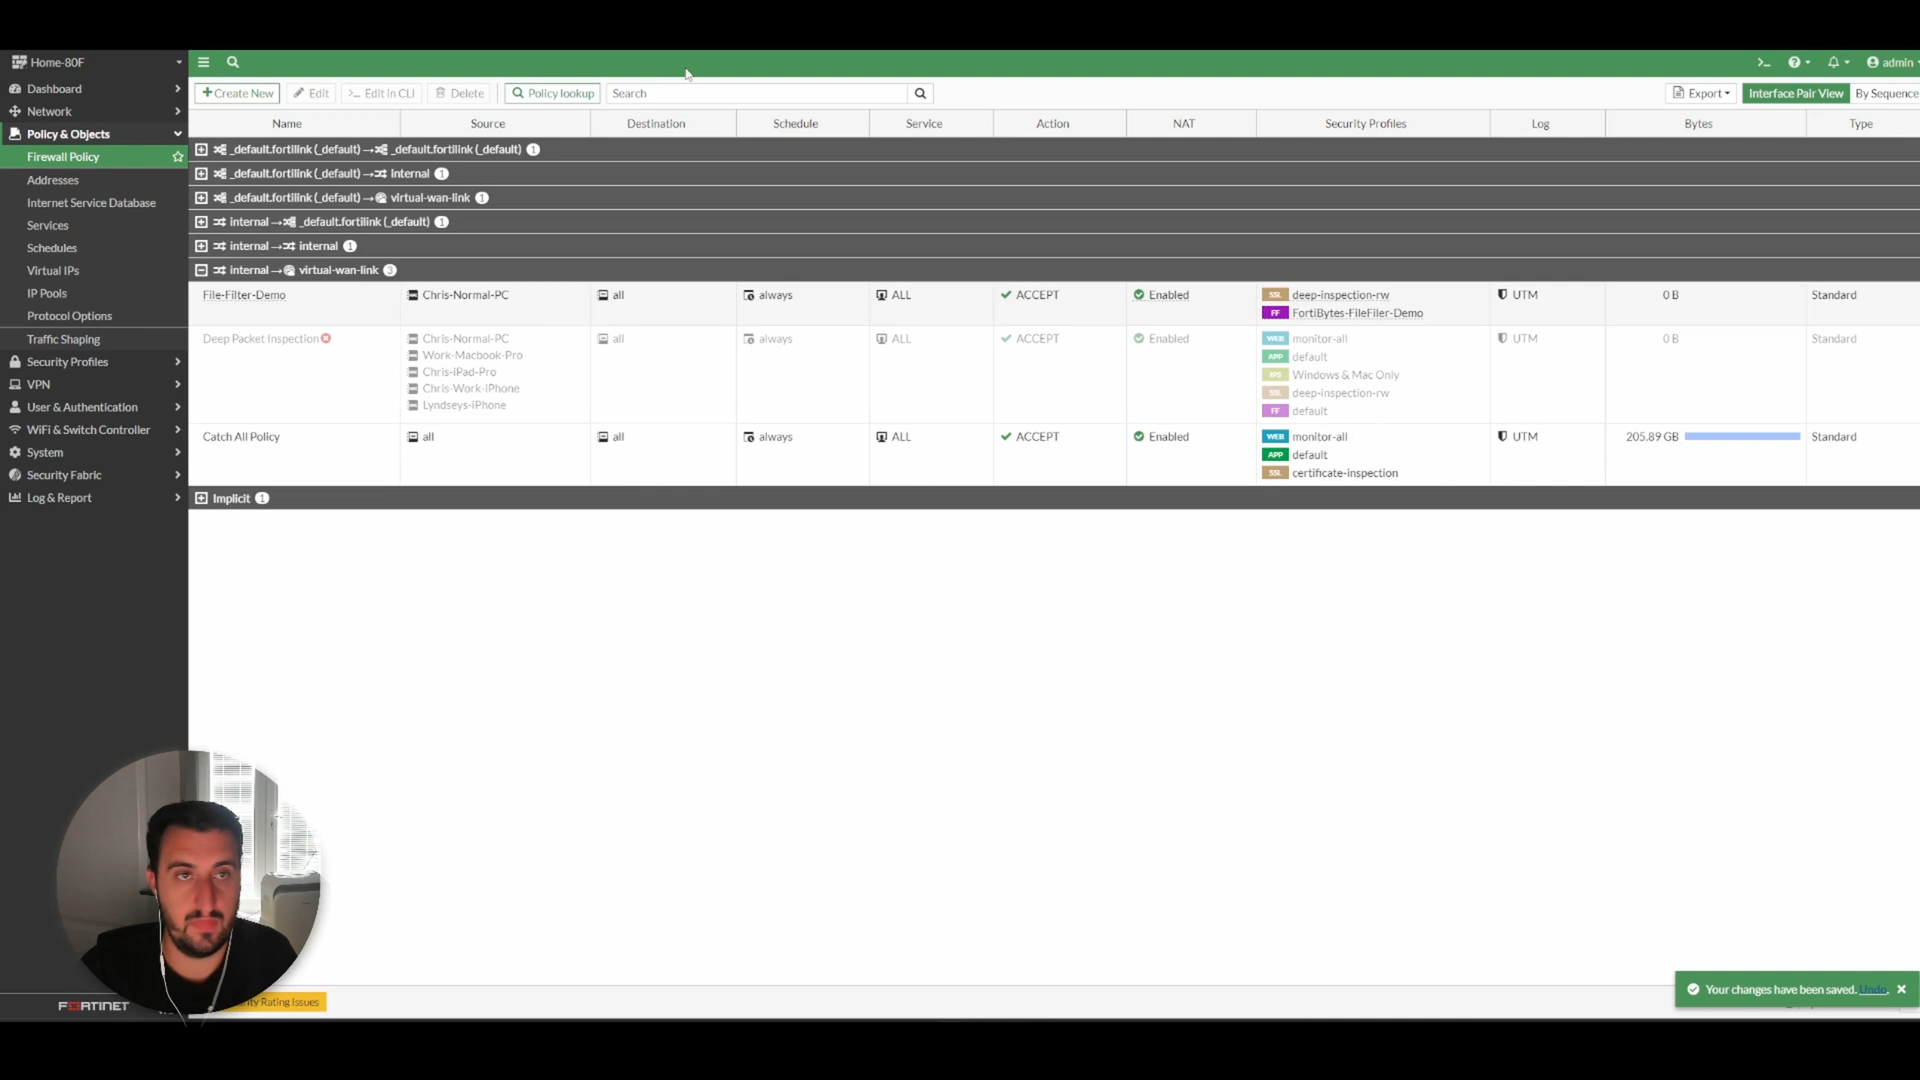 Home-80F
admin
Dashboard
Network
Policy & Objects
Firewall Policy
Addresses
Internet Service Database
Services
Schedules
Virtual IPs
IP Pools
Protocol Options
Traffic Shaping
Security Profiles
VPN
User & Authentication
WiFi & Switch Controller
System
Security Fabric
Log & Report
Create New Edit >_ Edit in CLI Delete Policy lookup Search Export Interface Pair View By Sequence
Name Source Destination Schedule Service Action NAT Security Profiles Log Bytes Type
_default.fortilink (_default) → _default.fortilink (_default) 1
_default.fortilink (_default) → internal 1
_default.fortilink (_default) → virtual-wan-link 1
internal → _default.fortilink (_default) 1
internal → internal 1
internal → virtual-wan-link 3
File-Filter-Demo Chris-Normal-PC all always ALL ACCEPT Enabled SSL deep-inspection-rw UTM 0 B Standard
FF FortiBytes-FileFiler-Demo
Deep Packet Inspection Chris-Normal-PC all always ALL ACCEPT Enabled WEB monitor-all UTM 0 B Standard
Work-Macbook-Pro APP default
Chris-iPad-Pro IPS Windows & Mac Only
Chris-Work-iPhone SSL deep-inspection-rw
Lyndseys-iPhone FF default
Catch All Policy all all always ALL ACCEPT Enabled WEB monitor-all UTM 205.89 GB Standard
APP default
SSL certificate-inspection
Implicit 1
FORTINET
Rating Issues
Your changes have been saved. Undo